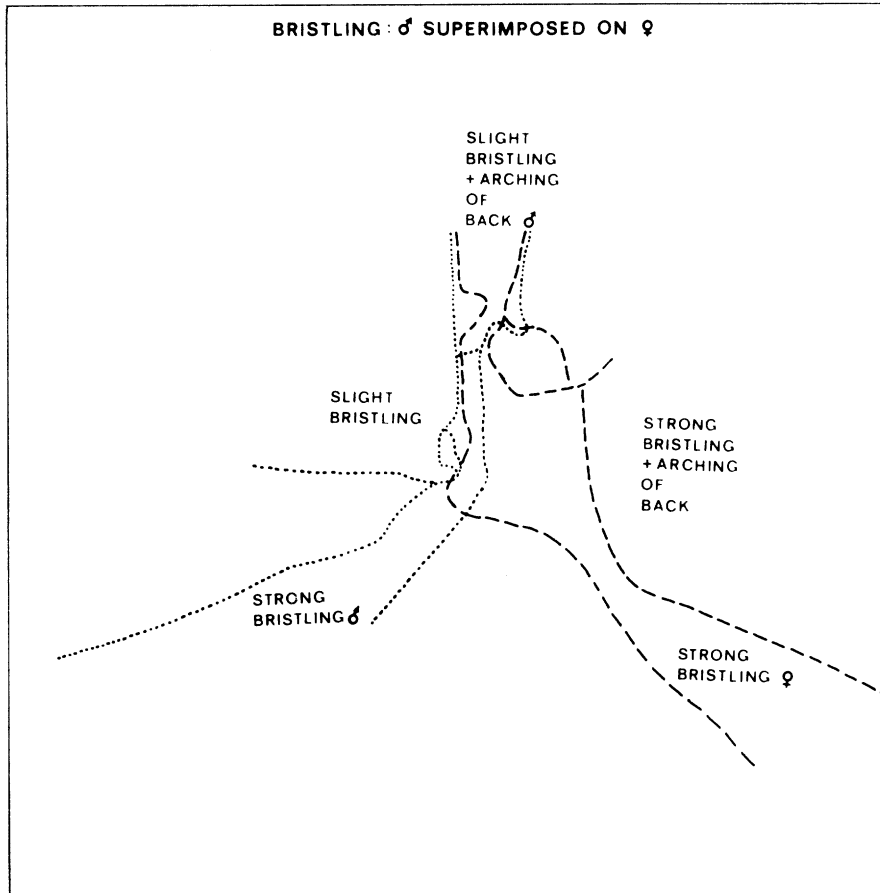 BRISTLING: ♂ SUPERIMPOSED ON ♀
SLIGHT
BRISTLING
+ ARCHING
OF
BACK ♂
SLIGHT
BRISTLING
STRONG
BRISTLING
+ ARCHING
OF
BACK
STRONG
BRISTLING ♂
STRONG
BRISTLING ♀